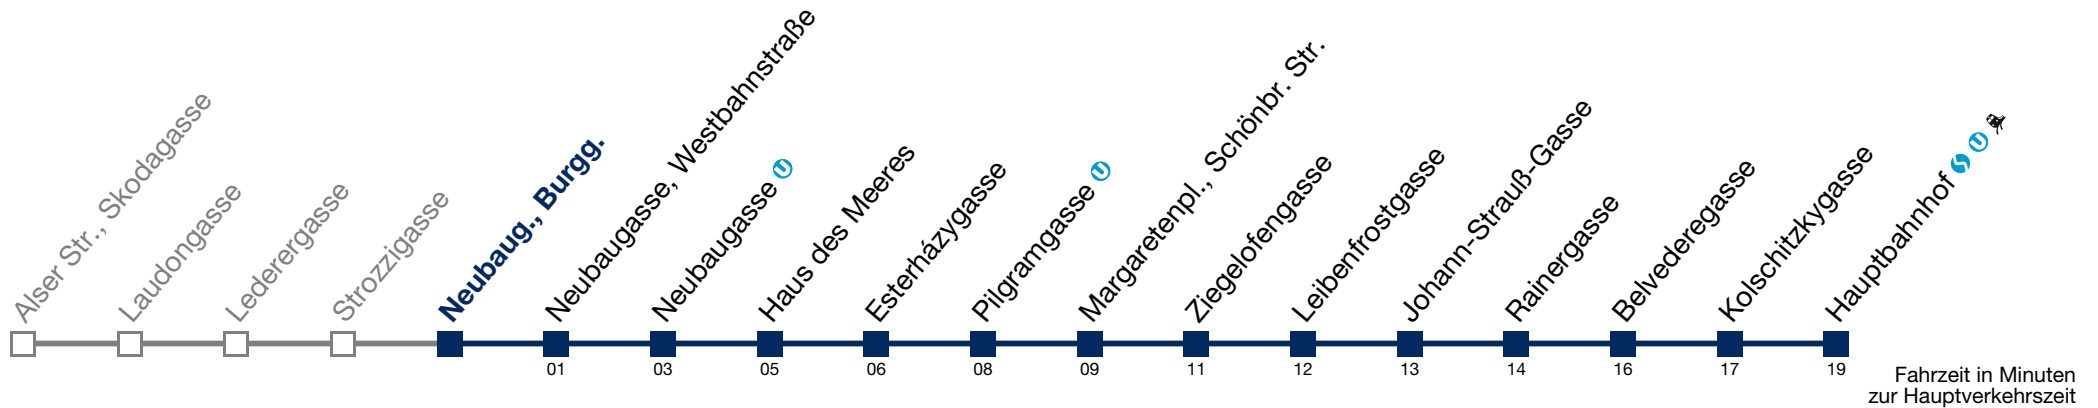 Alser Str., Skodagasse
Laudongasse
Lederergasse
Strozzigasse
Neubaug., Burgg.
Neubaugasse, Westbahnstraße
Neubaugasse U
Haus des Meeres
Esterházygasse
Pilgramgasse U
Margaretenpl., Schönbr. Str.
Ziegelofengasse
Leibenfrostgasse
Johann-Strauß-Gasse
Rainergasse
Belvederegasse
Kolschitzkygasse
Hauptbahnhof S U
01 03 05 06 08 09 11 12 13 14 16 17 19
Fahrzeit in Minuten
zur Hauptverkehrszeit